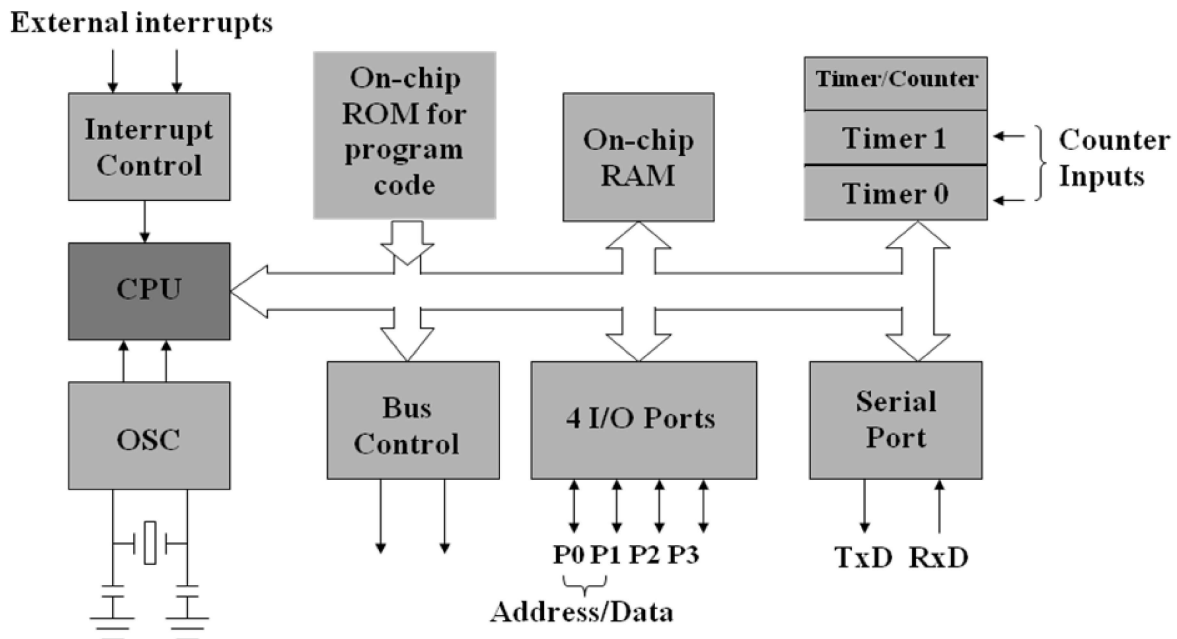 External interrupts
Interrupt
Control
CPU
OSC
On-chip
ROM for
program
code
On-chip
RAM
Timer/Counter
Timer 1
Timer 0
Counter
Inputs
Bus
Control
4 I/O Ports
P0 P1 P2 P3
Address/Data
Serial
Port
TxD RxD